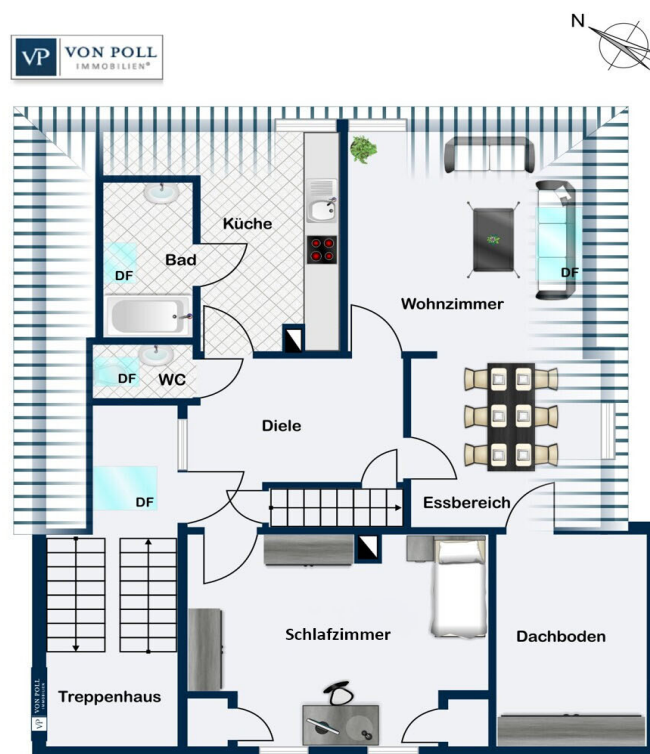 N
VP VON POLL
IMMOBILIEN®
Küche
Bad
DF
Wohnzimmer
DF
DF
WC
Diele
DF
Essbereich
Schlafzimmer
Dachboden
Treppenhaus
VP VON POLL
IMMOBILIEN